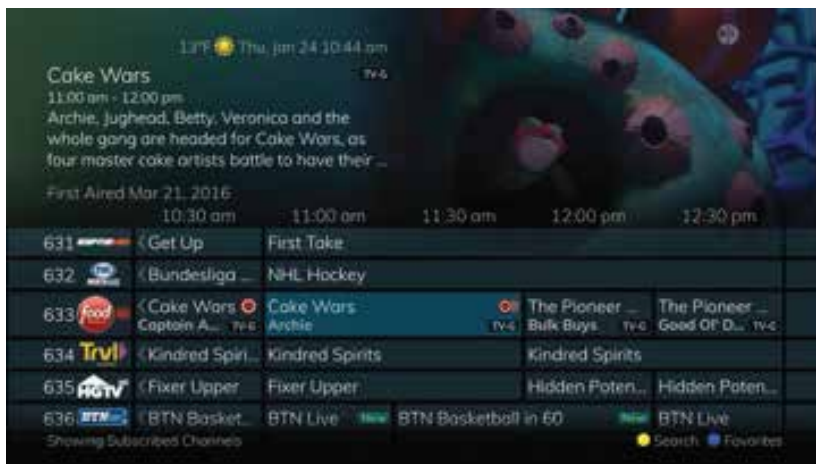 13°F Thu, Jan 24 10:44 am
Cake Wars TV-G
11:00 am - 12:00 pm
Archie, Jughead, Betty, Veronica and the
whole gang are headed for Cake Wars, as
four master cake artists battle to have their ...
First Aired Mar 21, 2016
10:30 am 11:00 am 11:30 am 12:00 pm 12:30 pm
631 Get Up First Take
632 Bundesliga ... NHL Hockey
633 food Cake Wars Cake Wars The Pioneer ... The Pioneer ...
Captain A... TV-G Archie TV-G Bulk Buys TV-G Good Ol' D... TV-G
634 Trvl Kindred Spiri... Kindred Spirits Kindred Spirits
635 HGTV Fixer Upper Fixer Upper Hidden Poten... Hidden Poten...
636 BTN BTN Basket... BTN Live New BTN Basketball in 60 New BTN Live
Showing Subscribed Channels Search Favorites